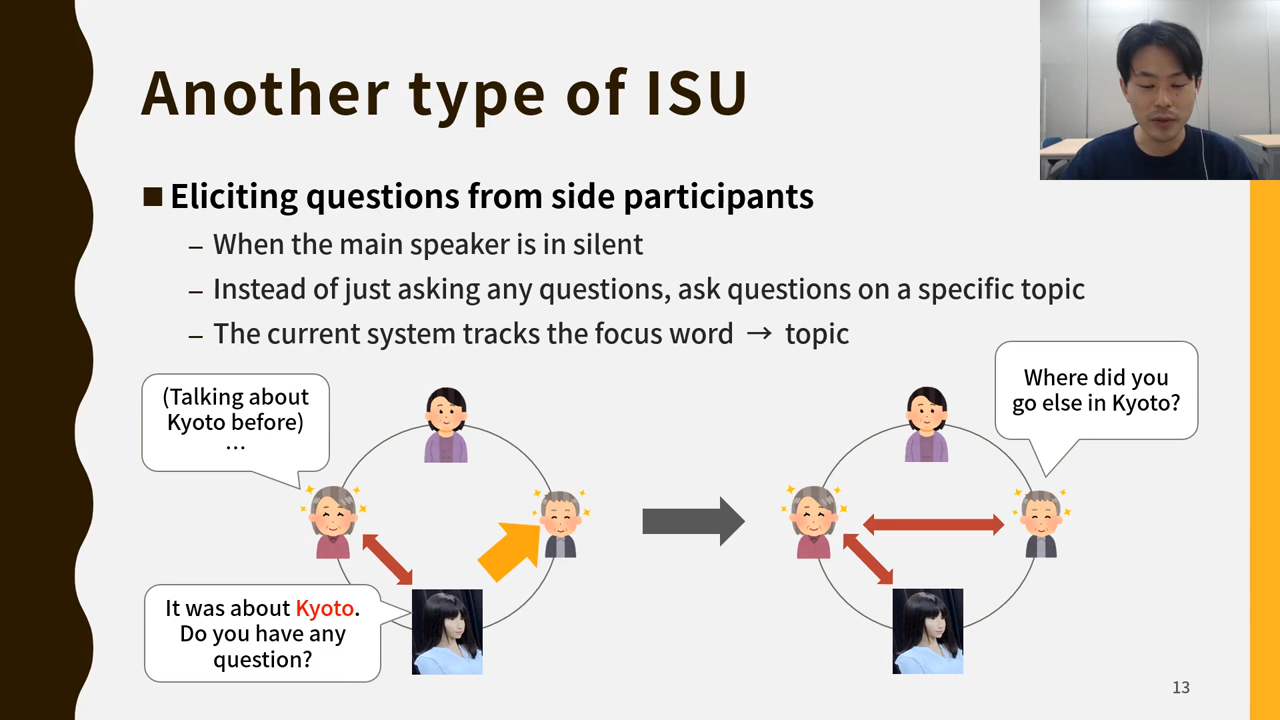 Another type of ISU
Eliciting questions from side participants
– When the main speaker is in silent
– Instead of just asking any questions, ask questions on a specific topic
– The current system tracks the focus word → topic
(Talking about
Kyoto before)
…
It was about Kyoto.
Do you have any
question?
Where did you
go else in Kyoto?
13